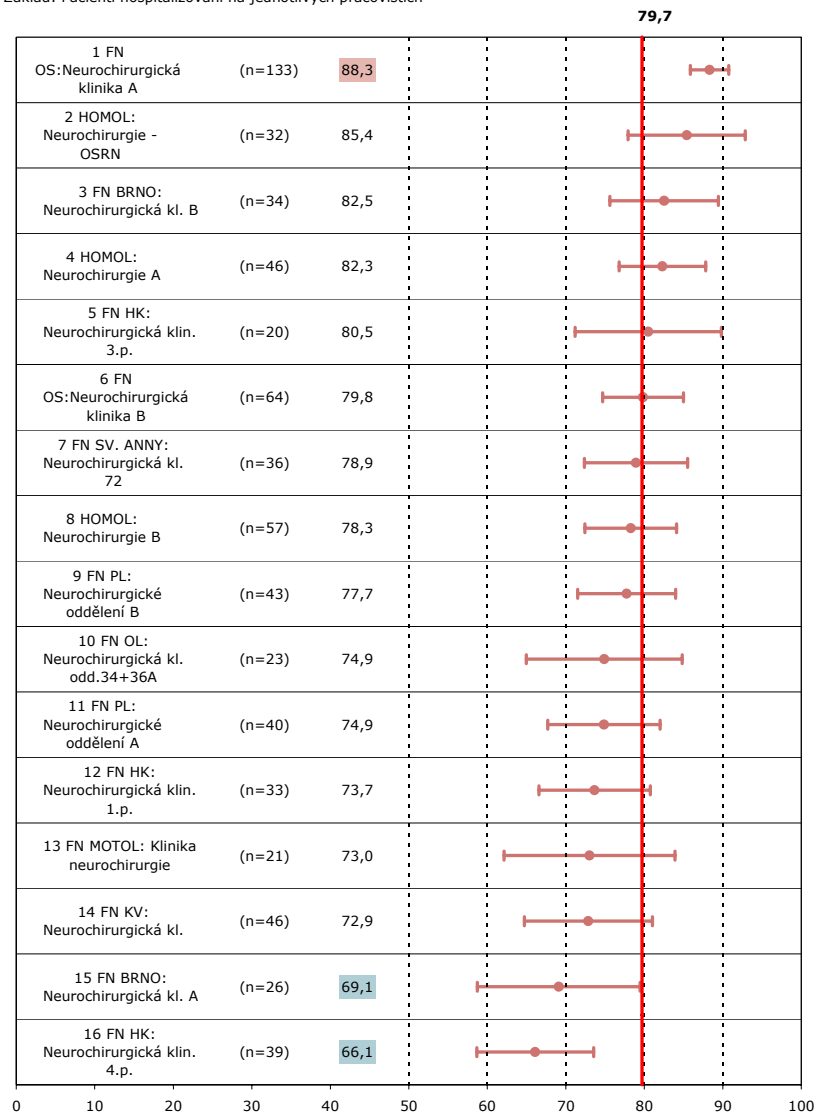 Základ: Pacienti hospitalizovaní na jednotlivých pracovištích
79,7
1 FN
OS:Neurochirurgická
klinika A
(n=133)
88,3
2 HOMOL:
Neurochirurgie -
OSRN
(n=32)
85,4
3 FN BRNO:
Neurochirurgická kl. B
(n=34)
82,5
4 HOMOL:
Neurochirurgie A
(n=46)
82,3
5 FN HK:
Neurochirurgická klin.
3.p.
(n=20)
80,5
6 FN
OS:Neurochirurgická
klinika B
(n=64)
79,8
7 FN SV. ANNY:
Neurochirurgická kl.
72
(n=36)
78,9
8 HOMOL:
Neurochirurgie B
(n=57)
78,3
9 FN PL:
Neurochirurgické
oddělení B
(n=43)
77,7
10 FN OL:
Neurochirurgická kl.
odd.34+36A
(n=23)
74,9
11 FN PL:
Neurochirurgické
oddělení A
(n=40)
74,9
12 FN HK:
Neurochirurgická klin.
1.p.
(n=33)
73,7
13 FN MOTOL: Klinika
neurochirurgie
(n=21)
73,0
14 FN KV:
Neurochirurgická kl.
(n=46)
72,9
15 FN BRNO:
Neurochirurgická kl. A
(n=26)
69,1
16 FN HK:
Neurochirurgická klin.
4.p.
(n=39)
66,1
0 10 20 30 40 50 60 70 80 90 100